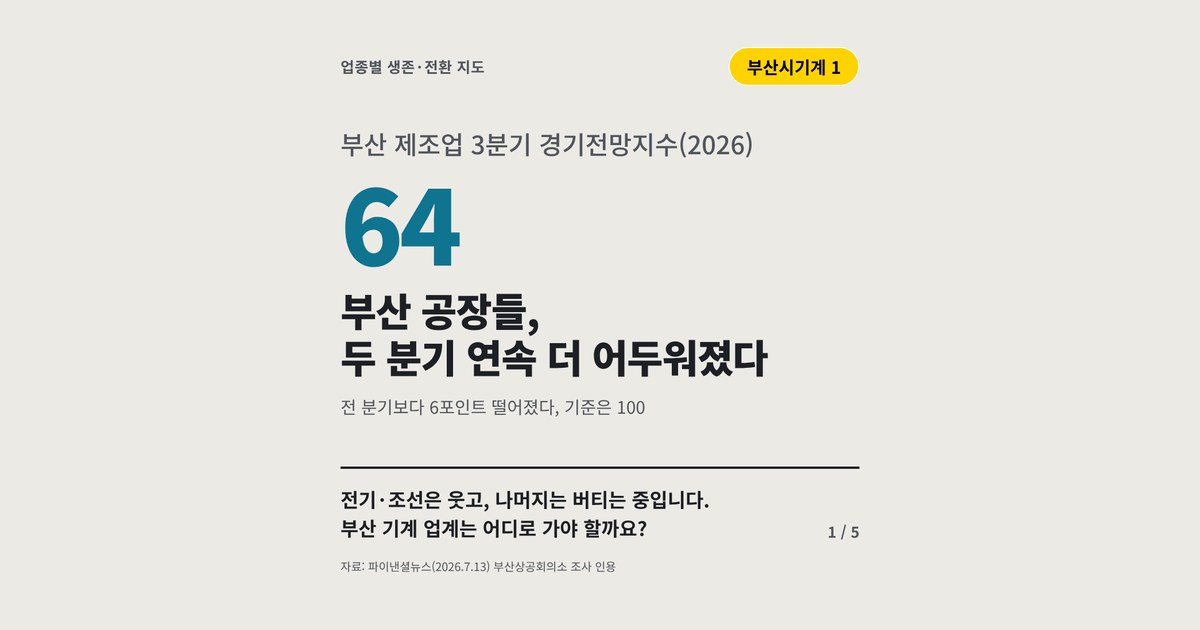 업종별 생존·전환 지도
부산시기계 1
부산 제조업 3분기 경기전망지수(2026)
64
부산 공장들,
두 분기 연속 더 어두워졌다
전 분기보다 6포인트 떨어졌다, 기준은 100
전기·조선은 웃고, 나머지는 버티는 중입니다.
부산 기계 업계는 어디로 가야 할까요?
1 / 5
자료: 파이낸셜뉴스(2026.7.13) 부산상공회의소 조사 인용